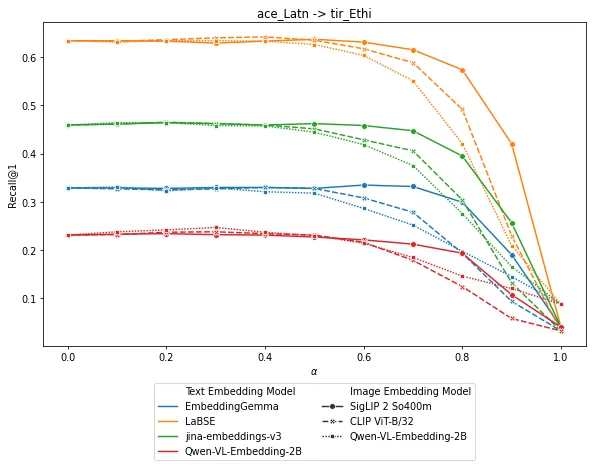 ace_Latn -> tir_Ethi
Recall@1
0.6
0.5
0.4
0.3
0.2
0.1
0.0 0.2 0.4 0.6 0.8 1.0
α
Text Embedding Model
EmbeddingGemma
LaBSE
jina-embeddings-v3
Qwen-VL-Embedding-2B
Image Embedding Model
SigLIP 2 So400m
CLIP ViT-B/32
Qwen-VL-Embedding-2B